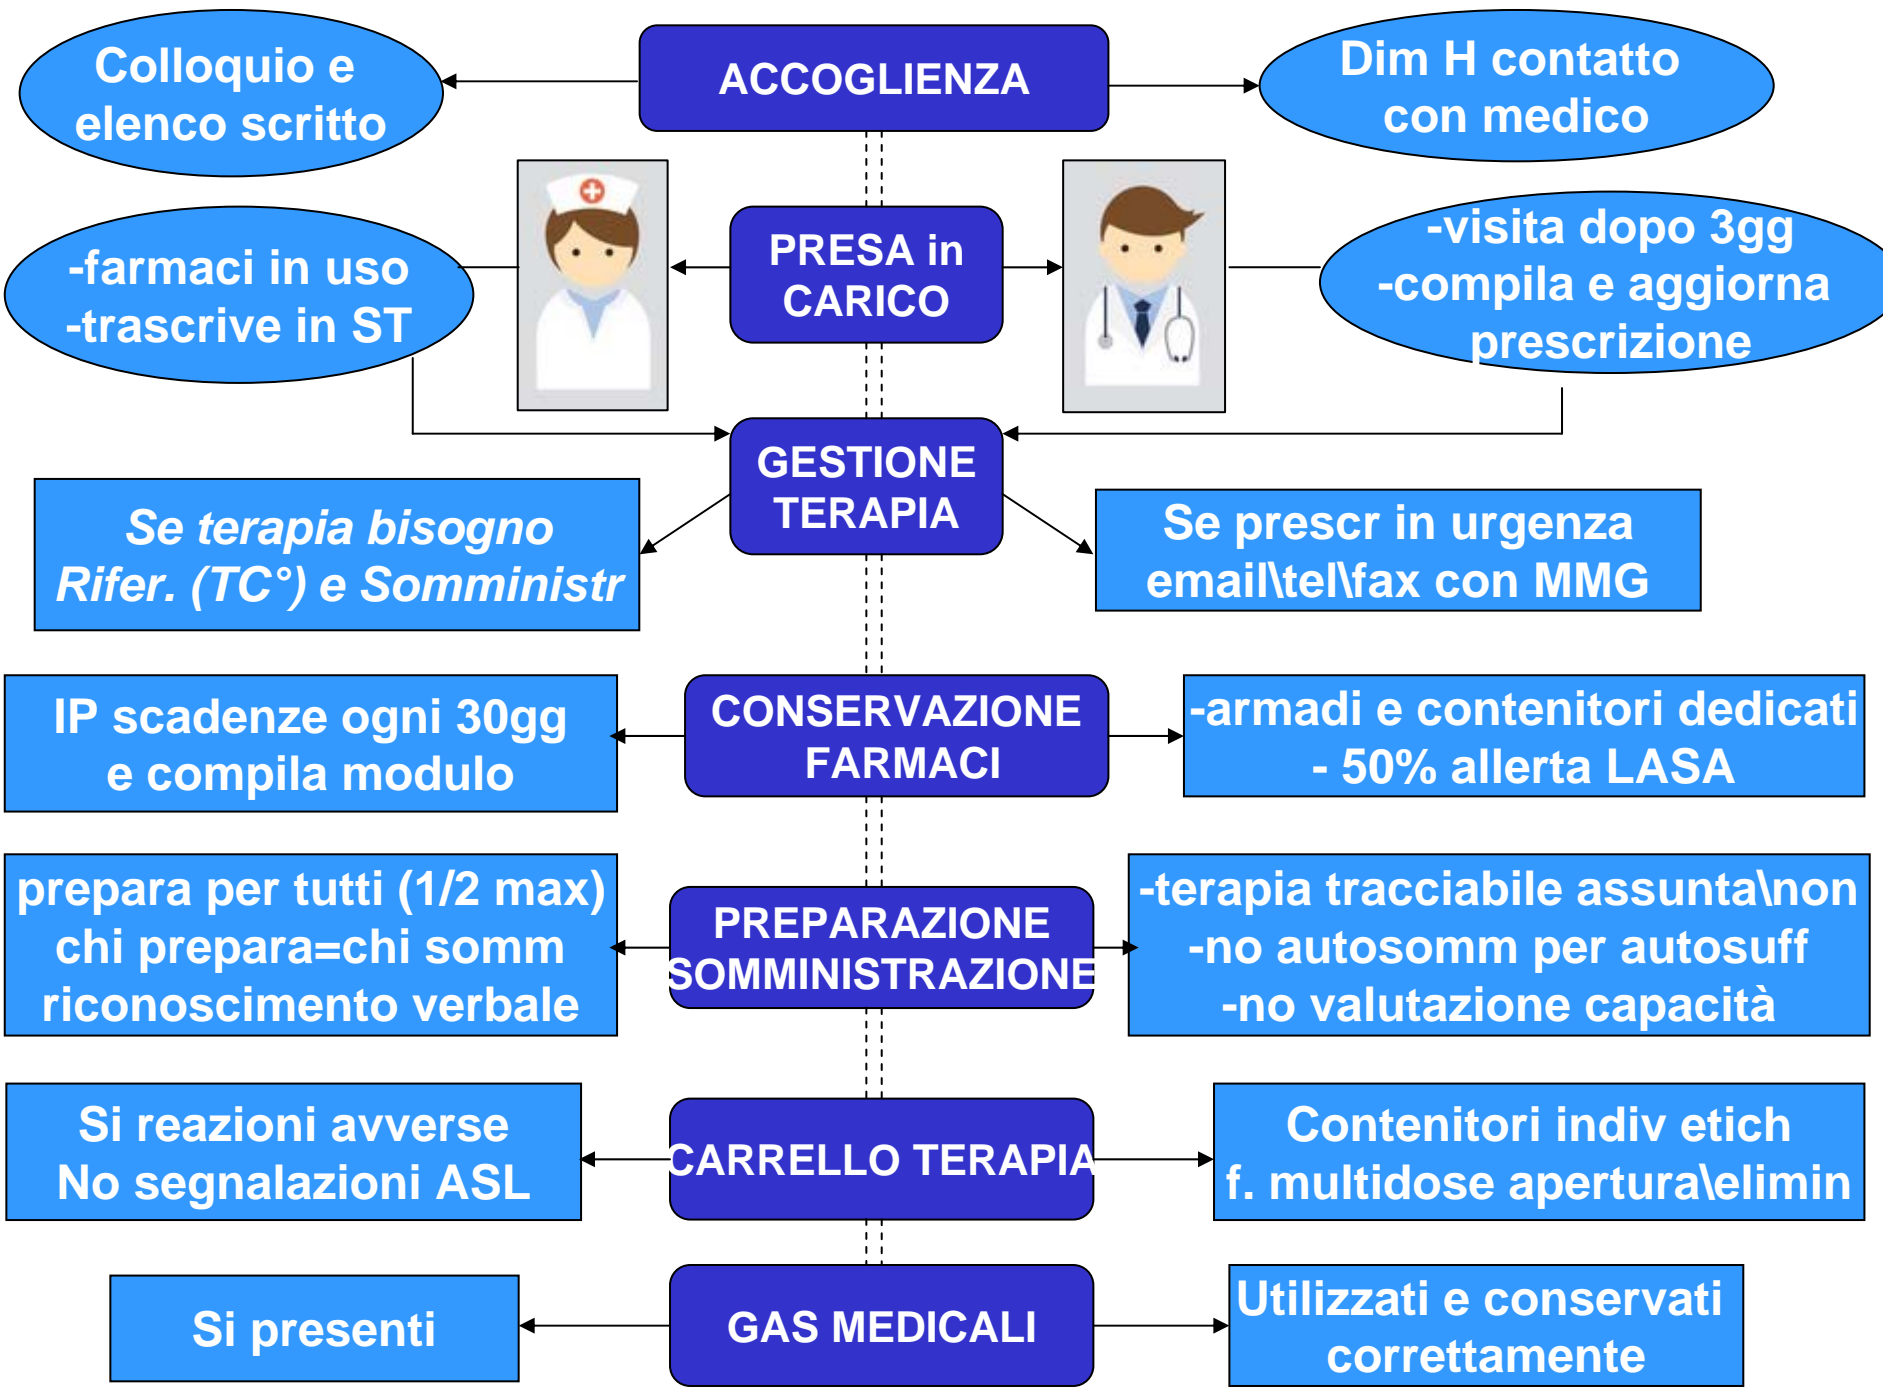 Colloquio e
elenco scritto
ACCOGLIENZA
Dim H contatto
con medico
-farmaci in uso
-trascrive in ST
PRESA in
CARICO
-visita dopo 3gg
-compila e aggiorna
prescrizione
GESTIONE
TERAPIA
Se terapia bisogno
Rifer. (TC°) e Somministr
Se prescr in urgenza
email\tel\fax con MMG
IP scadenze ogni 30gg
e compila modulo
CONSERVAZIONE
FARMACI
-armadi e contenitori dedicati
- 50% allerta LASA
prepara per tutti (1/2 max)
chi prepara=chi somm
riconoscimento verbale
PREPARAZIONE
SOMMINISTRAZIONE
-terapia tracciabile assunta\non
-no autosomm per autosuff
-no valutazione capacità
Si reazioni avverse
No segnalazioni ASL
CARRELLO TERAPIA
Contenitori indiv etich
f. multidose apertura\elimin
Si presenti
GAS MEDICALI
Utilizzati e conservati
correttamente